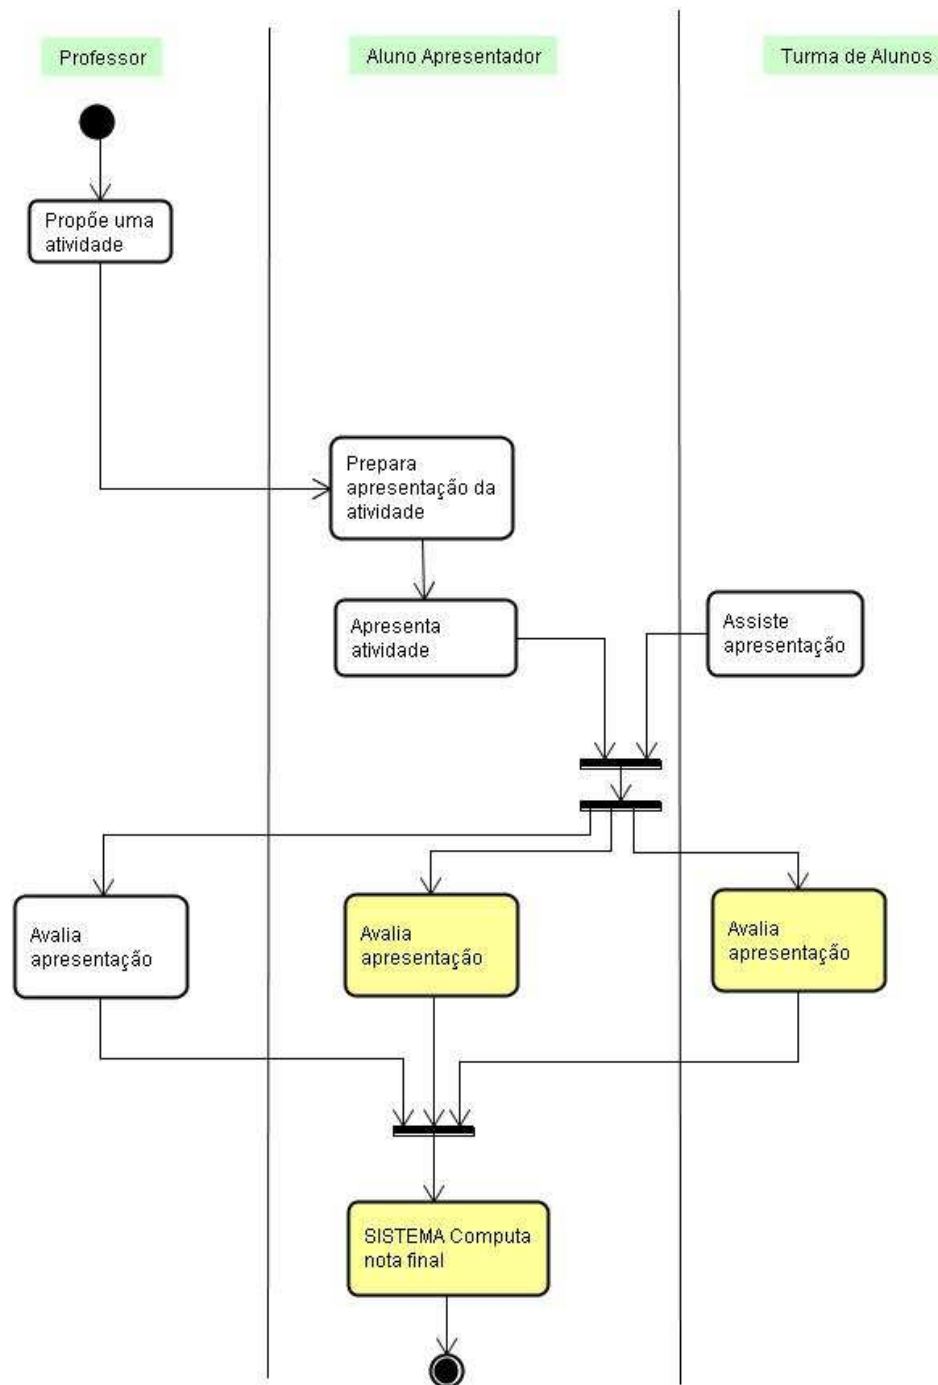 Professor
Aluno Apresentador
Turma de Alunos
Propõe uma
atividade
Prepara
apresentação da
atividade
Apresenta
atividade
Assiste
apresentação
Avalia
apresentação
Avalia
apresentação
Avalia
apresentação
SISTEMA Computa
nota final